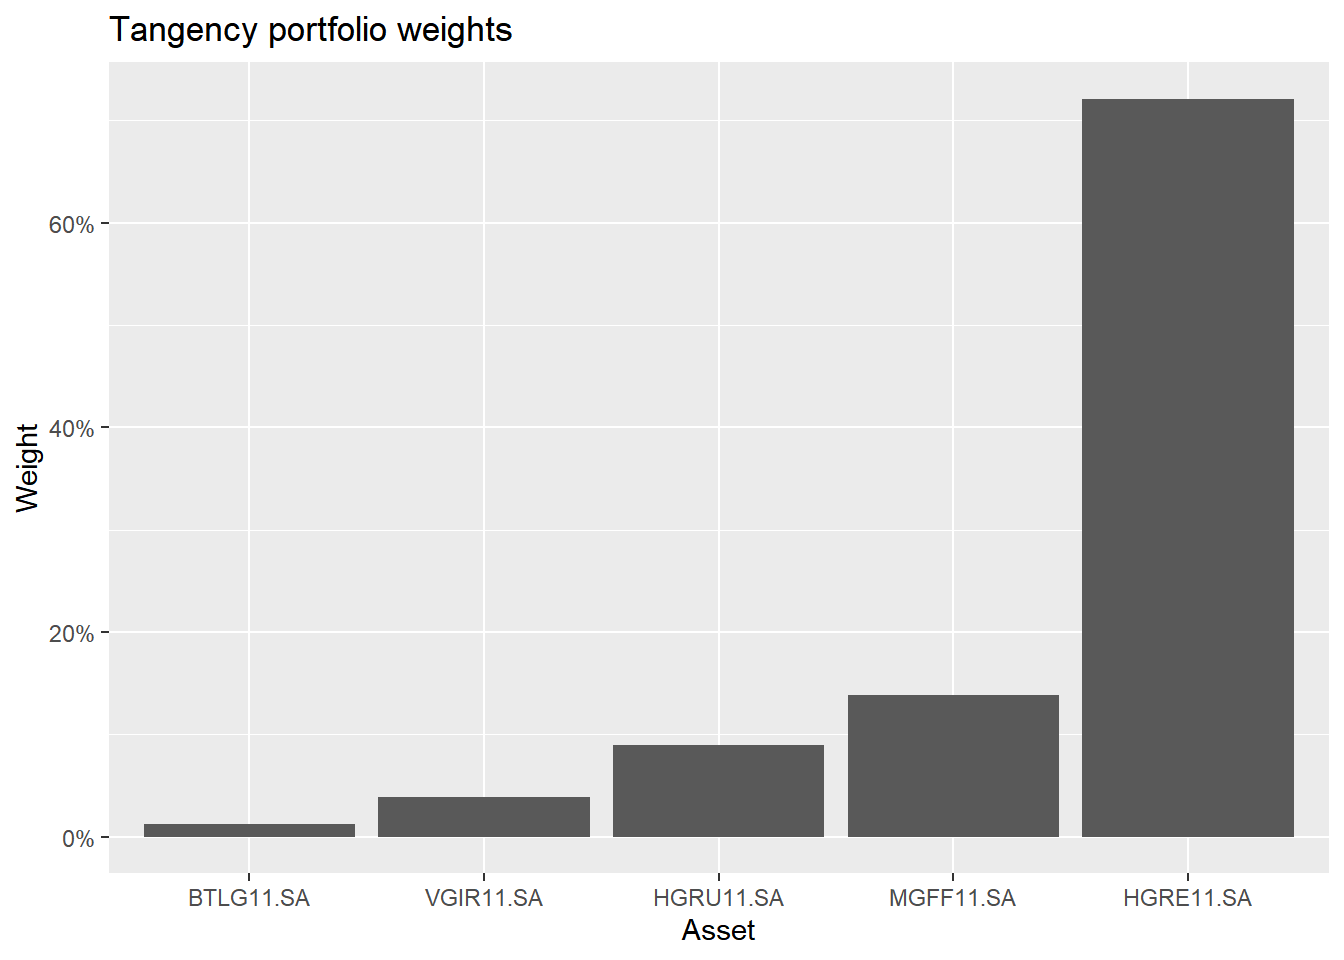 Tangency portfolio weights
Weight
60%
40%
20%
0%
BTLG11.SA VGIR11.SA HGRU11.SA MGFF11.SA HGRE11.SA
Asset